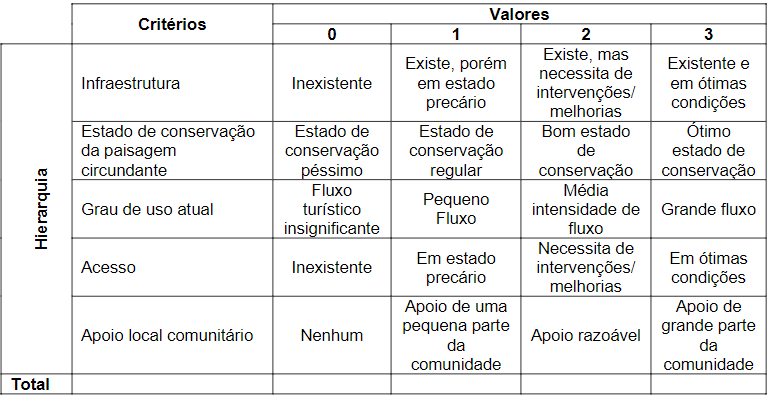 Critérios
Valores
0
1
2
3
Hierarquia
Infraestrutura
Inexistente
Existe, porém
em estado
precário
Existe, mas
necessita de
intervenções/
melhorias
Existente e
em ótimas
condições
Estado de conservação
da paisagem
circundante
Estado de
conservação
péssimo
Estado de
conservação
regular
Bom estado
de
conservação
Ótimo
estado de
conservação
Grau de uso atual
Fluxo
turístico
insignificante
Pequeno
Fluxo
Média
intensidade de
fluxo
Grande fluxo
Acesso
Inexistente
Em estado
precário
Necessita de
intervenções/
melhorias
Em ótimas
condições
Apoio local comunitário
Nenhum
Apoio de uma
pequena parte
da
comunidade
Apoio razoável
Apoio de
grande parte
da
comunidade
Total